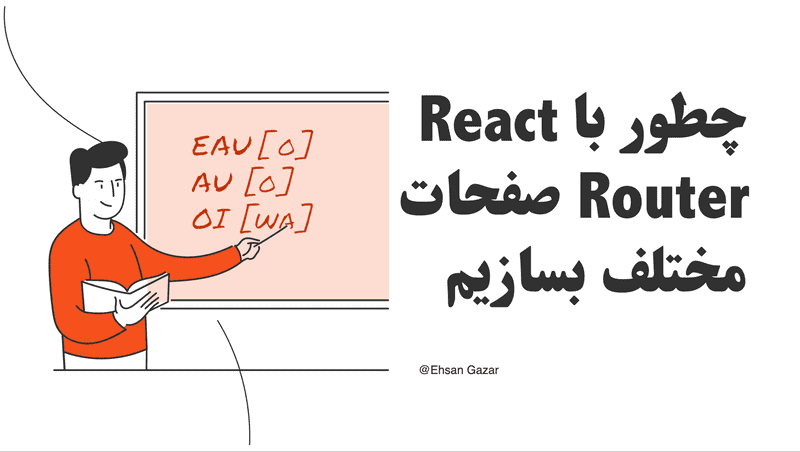 EAU [O]
AU [O]
OI [WA]
چطور با React
Router صفحات
مختلف بسازیم
@Ehsan Gazar